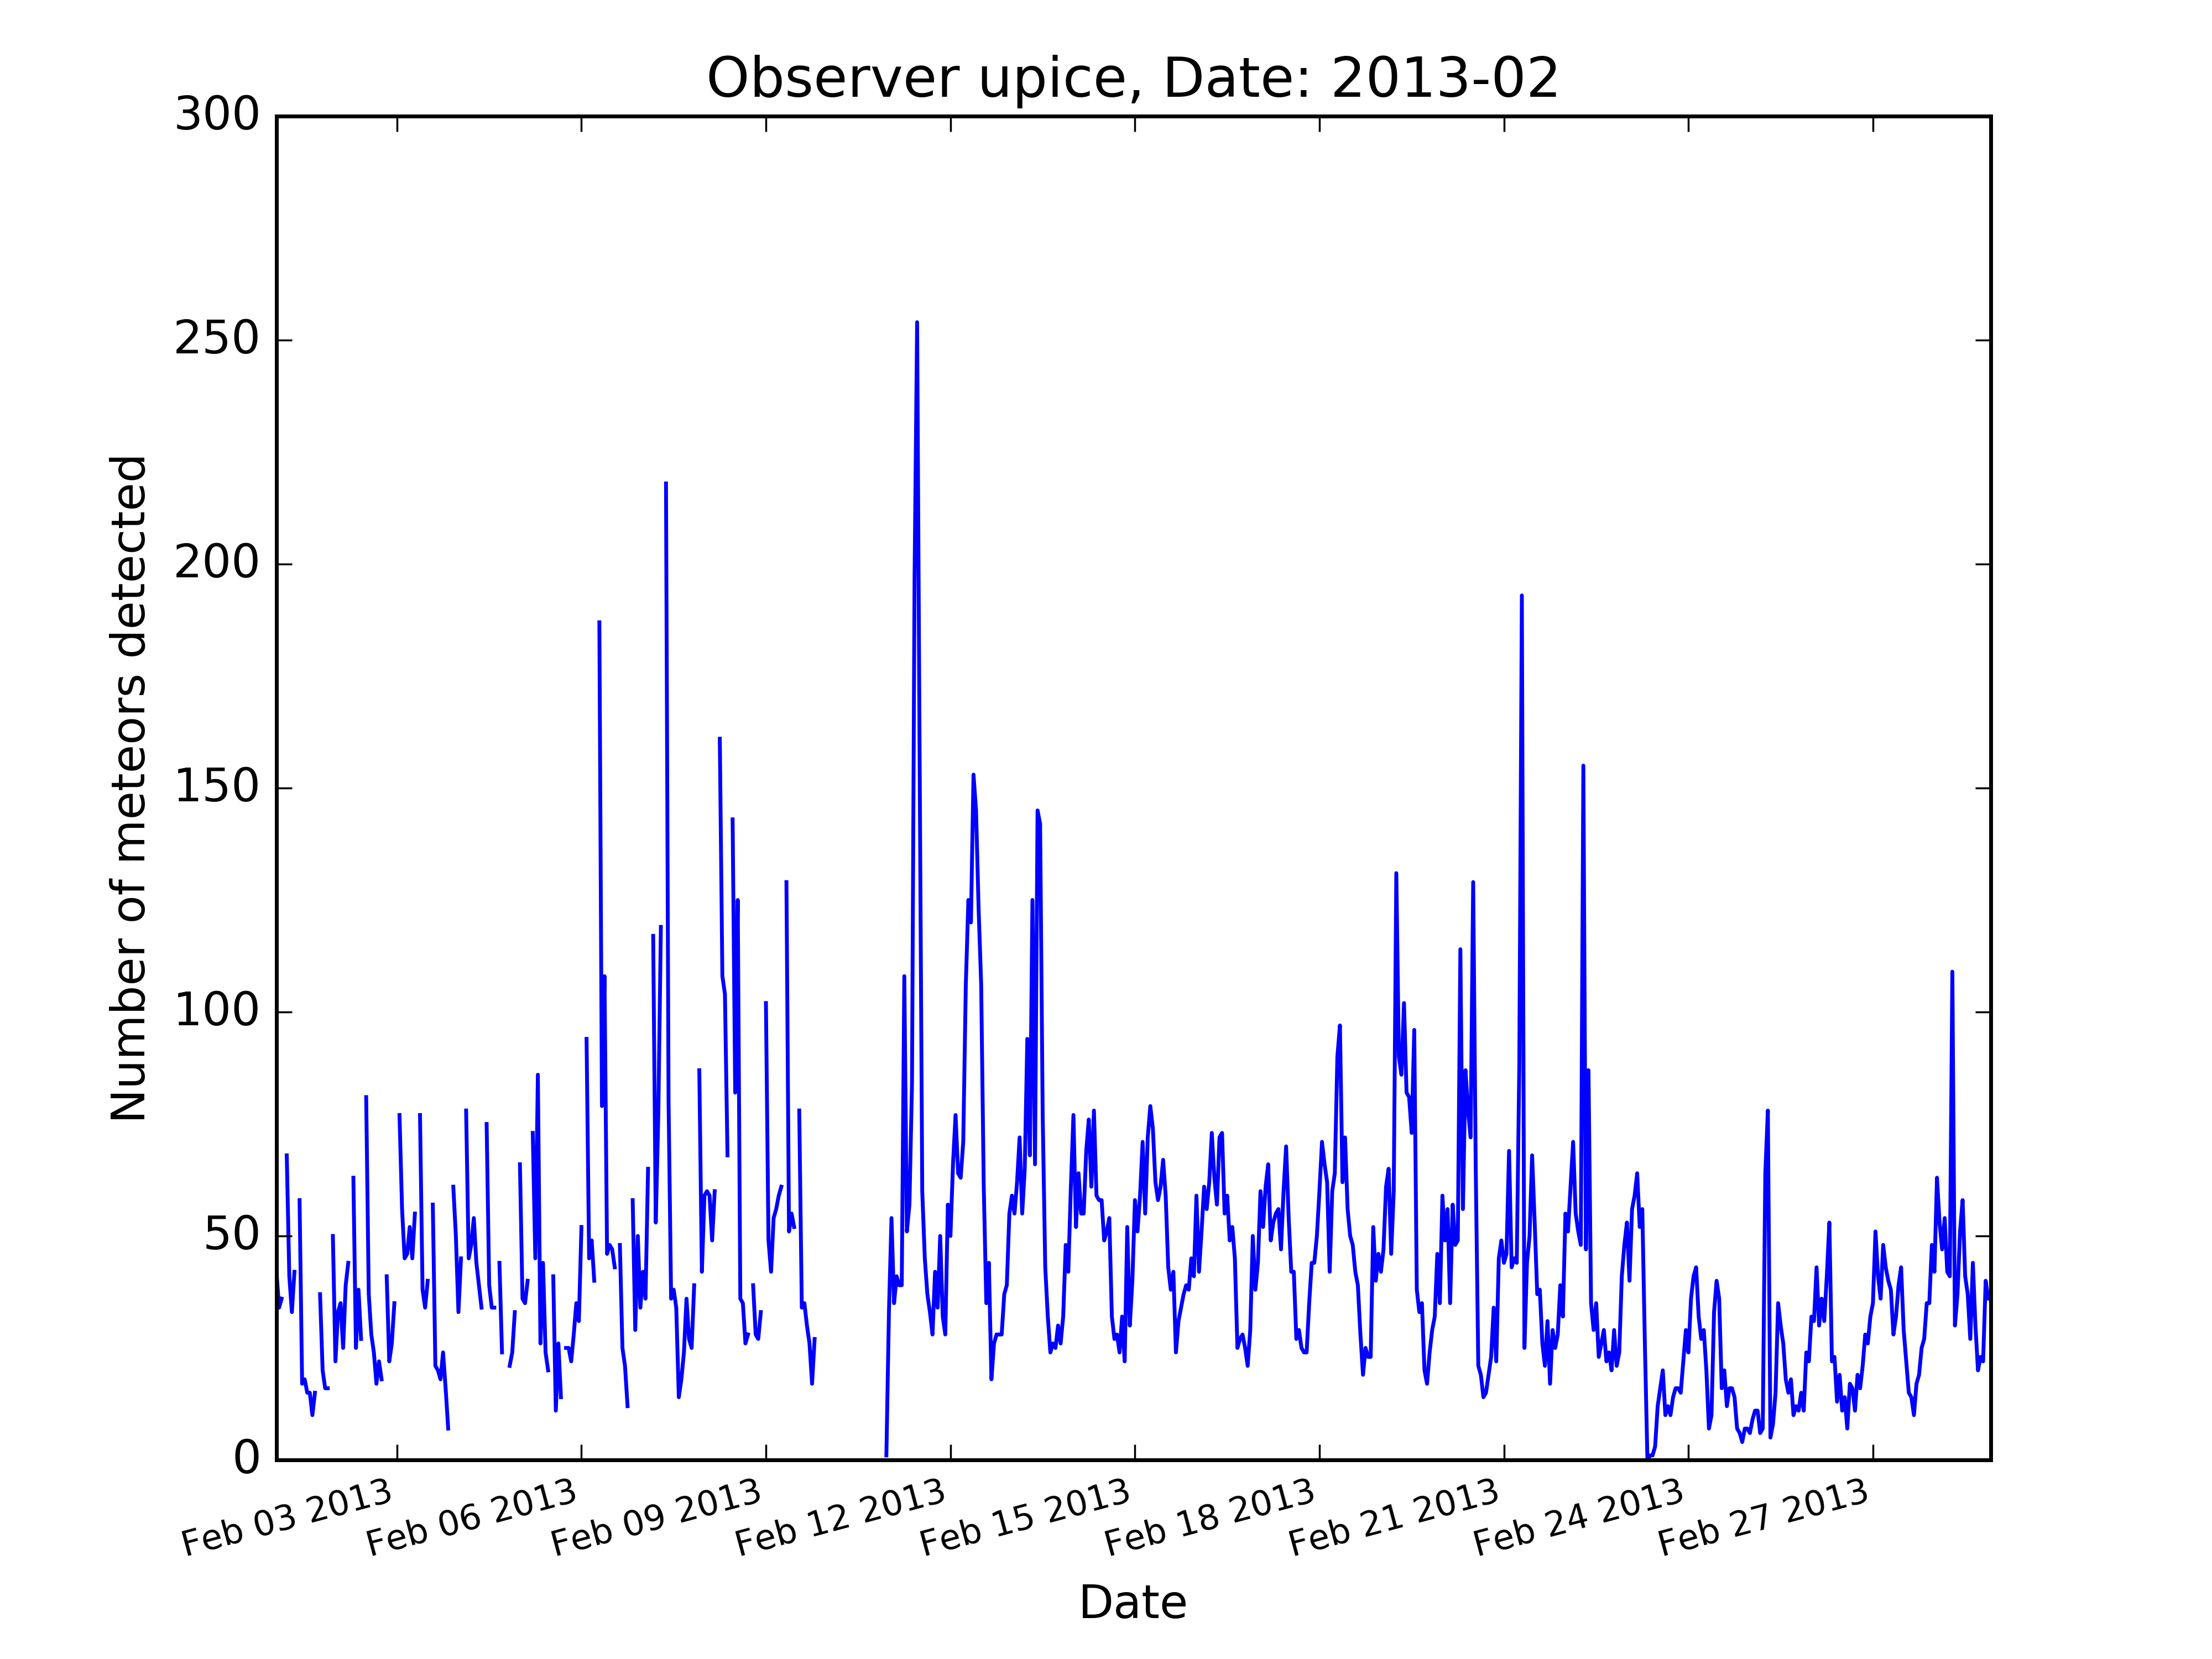 Observer upice, Date: 2013-02
300
250
200
150
100
50
0
Number of meteors detected
Feb 03 2013
Feb 06 2013
Feb 09 2013
Feb 12 2013
Feb 15 2013
Feb 18 2013
Feb 21 2013
Feb 24 2013
Feb 27 2013
Date